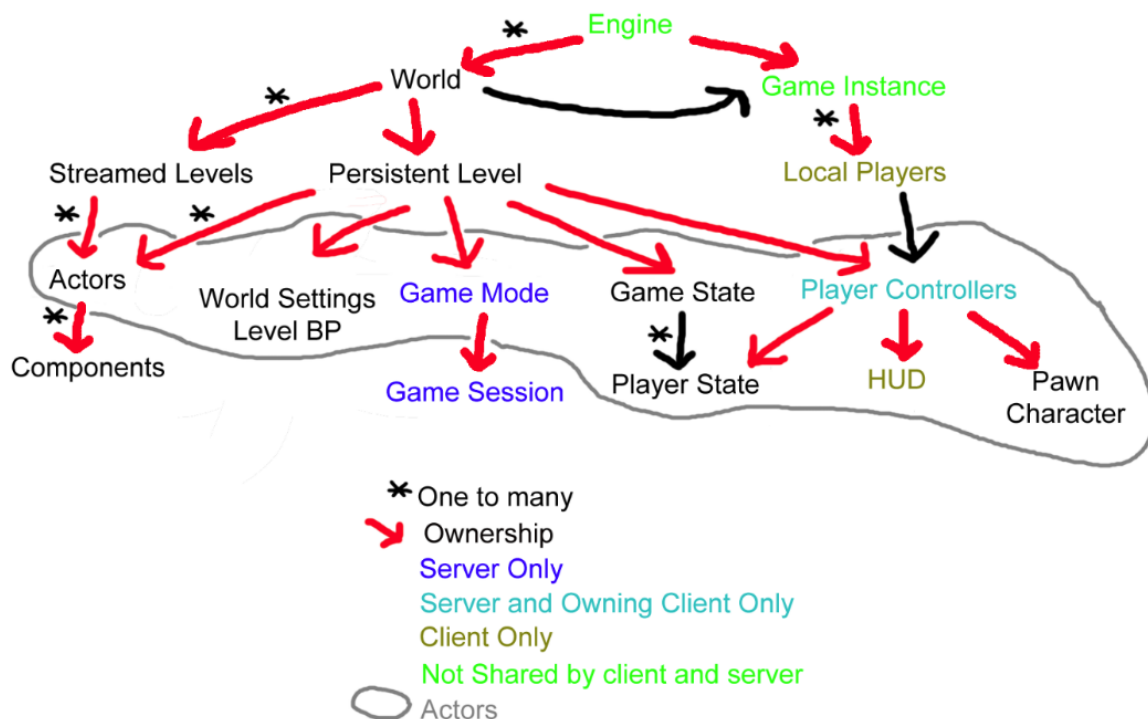 Engine
World
Game Instance
Streamed Levels
Persistent Level
Local Players
Actors
World Settings
Level BP
Game Mode
Game State
Player Controllers
Components
Game Session
Player State
HUD
Pawn
Character
* One to many
Ownership
Server Only
Server and Owning Client Only
Client Only
Not Shared by client and server
Actors